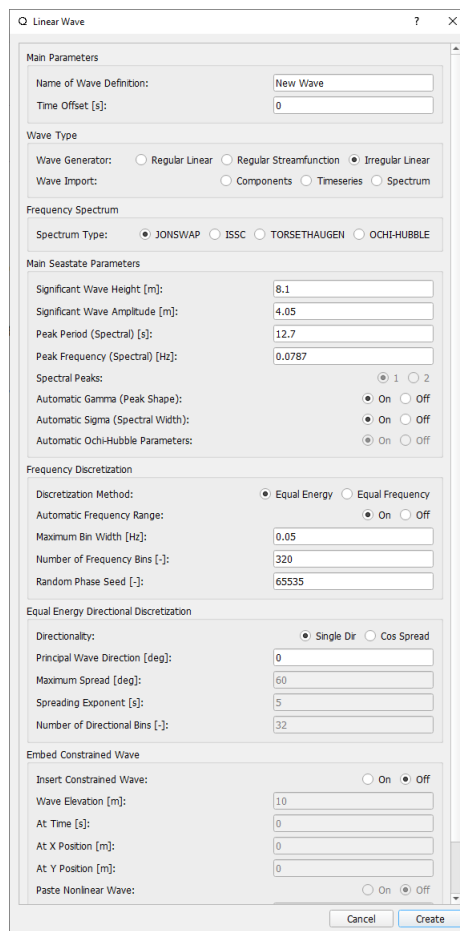 Linear Wave ? X
Main Parameters
Name of Wave Definition: New Wave
Time Offset [s]: 0
Wave Type
Wave Generator: Regular Linear Regular Streamfunction Irregular Linear
Wave Import: Components Timeseries Spectrum
Frequency Spectrum
Spectrum Type: JONSWAP ISSC TORSETHAUGEN OCHI-HUBBLE
Main Seastate Parameters
Significant Wave Height [m]: 8.1
Significant Wave Amplitude [m]: 4.05
Peak Period (Spectral) [s]: 12.7
Peak Frequency (Spectral) [Hz]: 0.0787
Spectral Peaks: 1 2
Automatic Gamma (Peak Shape): On Off
Automatic Sigma (Spectral Width): On Off
Automatic Ochi-Hubble Parameters: On Off
Frequency Discretization
Discretization Method: Equal Energy Equal Frequency
Automatic Frequency Range: On Off
Maximum Bin Width [Hz]: 0.05
Number of Frequency Bins [-]: 320
Random Phase Seed [-]: 65535
Equal Energy Directional Discretization
Directionality: Single Dir Cos Spread
Principal Wave Direction [deg]: 0
Maximum Spread [deg]: 60
Spreading Exponent [s]: 5
Number of Directional Bins [-]: 32
Embed Constrained Wave
Insert Constrained Wave: On Off
Wave Elevation [m]: 10
At Time [s]: 0
At X Position [m]: 0
At Y Position [m]: 0
Paste Nonlinear Wave: On Off
Cancel Create